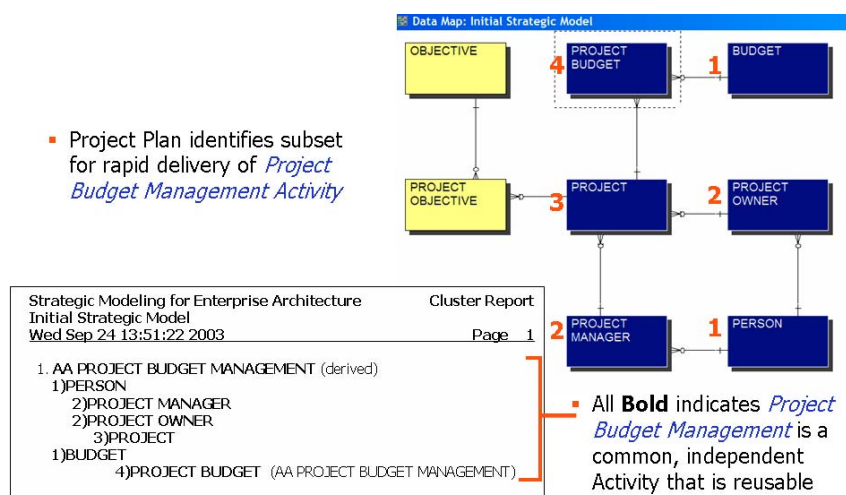 Data Map: Initial Strategic Model
OBJECTIVE
4
PROJECT
BUDGET
1
BUDGET
▪ Project Plan identifies subset
for rapid delivery of Project
Budget Management Activity
PROJECT
OBJECTIVE
3
PROJECT
2
PROJECT
OWNER
2
PROJECT
MANAGER
1
PERSON
Strategic Modeling for Enterprise Architecture Cluster Report
Initial Strategic Model
Wed Sep 24 13:51:22 2003 Page 1
1. AA PROJECT BUDGET MANAGEMENT (derived)
1)PERSON
2)PROJECT MANAGER
2)PROJECT OWNER
3)PROJECT
1)BUDGET
4)PROJECT BUDGET (AA PROJECT BUDGET MANAGEMENT)
▪ All Bold indicates Project
Budget Management is a
common, independent
Activity that is reusable